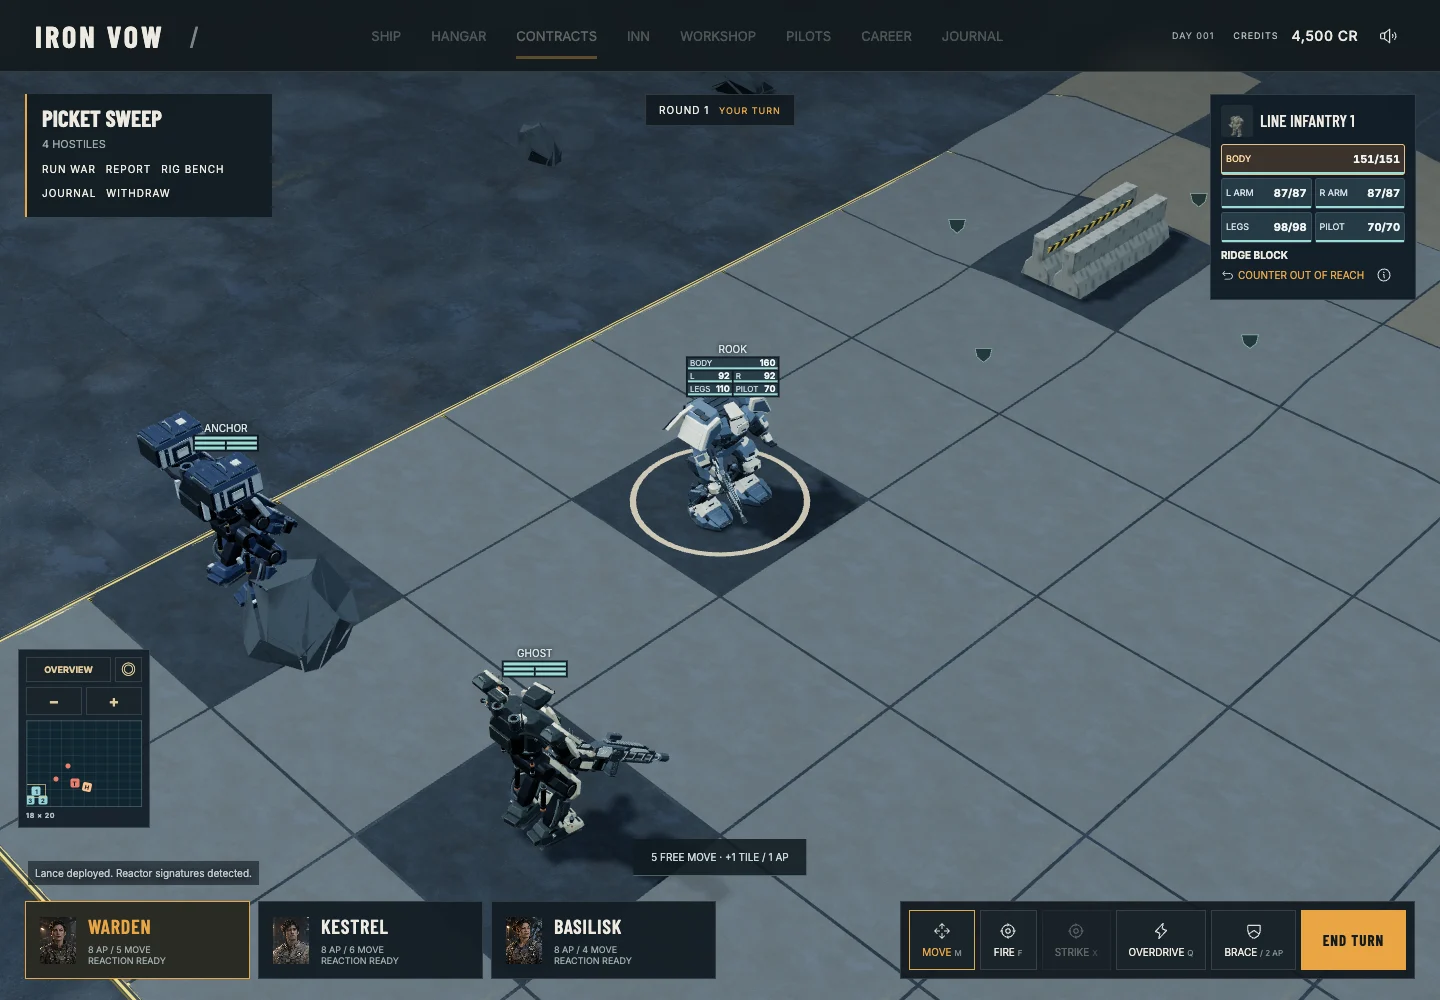 IRON VOW /
SHIP HANGAR CONTRACTS INN WORKSHOP PILOTS CAREER JOURNAL
DAY 001 CREDITS 4,500 CR
PICKET SWEEP
4 HOSTILES
RUN WAR REPORT RIG BENCH
JOURNAL WITHDRAW
ROUND 1 YOUR TURN
LINE INFANTRY 1
BODY 151/151
L ARM 87/87 R ARM 87/87
LEGS 98/98 PILOT 70/70
RIDGE BLOCK
COUNTER OUT OF REACH
ROOK
BODY 160
L 92 R 92
LEGS 110 PILOT 70
ANCHOR
GHOST
OVERVIEW
− +
T H
1
3 2
18 × 20
5 FREE MOVE · +1 TILE / 1 AP
Lance deployed. Reactor signatures detected.
WARDEN
8 AP / 5 MOVE
REACTION READY
KESTREL
8 AP / 6 MOVE
REACTION READY
BASILISK
8 AP / 4 MOVE
REACTION READY
MOVE M
FIRE F
STRIKE X
OVERDRIVE Q
BRACE / 2 AP
END TURN